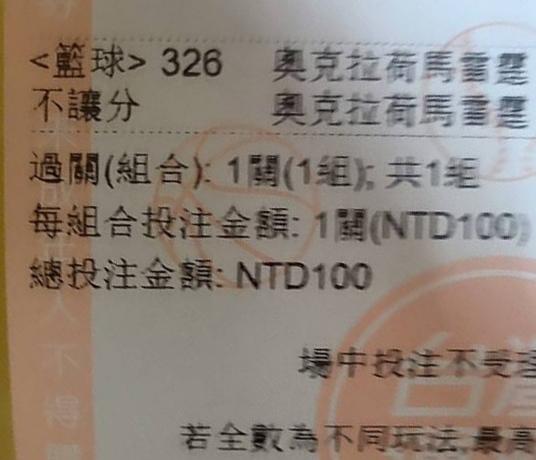 <籃球> 326 奧克拉荷馬雷霆
不讓分 奧克拉荷馬雷霆
過關(組合): 1關(1組); 共1組
每組合投注金額: 1關(NTD100)
總投注金額: NTD100
場中投注不受理
若全數為不同玩法,最高